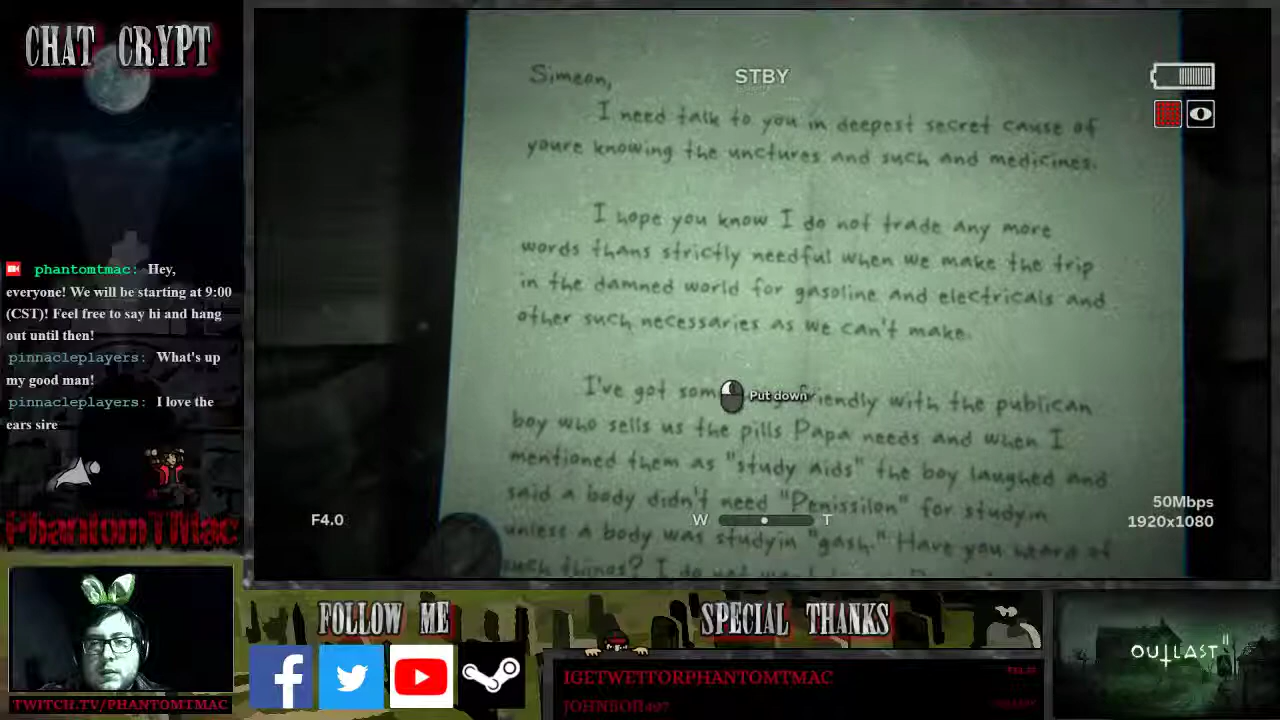 CHAT CRYPT
phantommac: Hey,
everyone! We will be starting at 9:00
(CST)! Feel free to say hi and hang
out until then!
pinnacleplayers: What's up
my good man!
pinnacleplayers: I love the
ears sire
PhantomTMac
TWITCH.TV/PHANTOMTMAC
STBY
Simeon,
I need talk to you in deepest secret cause of
youre knowing the unctures and such and medicines.
I hope you know I do not trade any more
words thans strictly needful when we make the trip
in the damned world for gasoline and electricals and
other such necessaries as we can't make.
I've got friendly with the publican
Put down
boy who sells us the pills Papa needs and when I
mentioned them as "study aids" the boy laughed and
said a body didn't need "Penissilon" for studyin
unless a body was studyin "gash." Have you heard of
such things? I do not
F4.0
W T
50Mbps
1920x1080
FOLLOW ME
SPECIAL THANKS
IGETWETFORPHANTOMTMAC
OUTLAST II